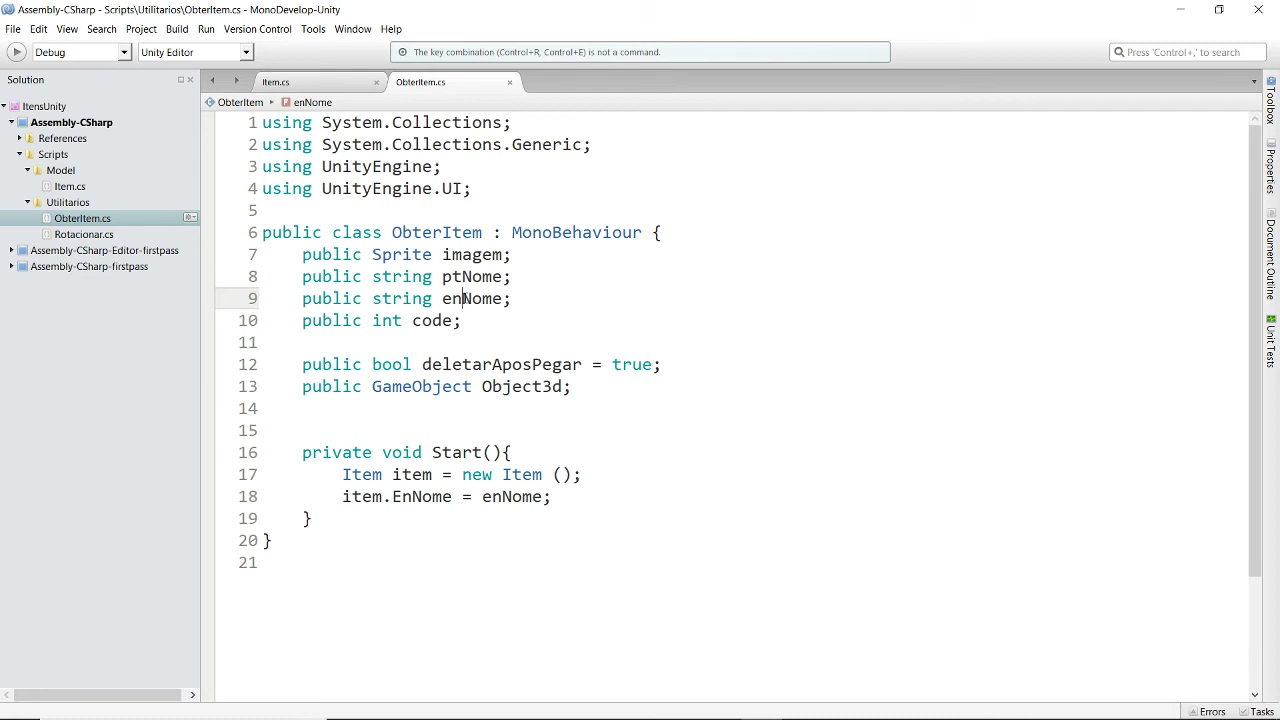 Assembly-CSharp - Scripts\Utilitarios\ObterItem.cs - MonoDevelop-Unity
File Edit View Search Project Build Run Version Control Tools Window Help
Debug Unity Editor The key combination (Control+R, Control+E) is not a command. Press 'Control+,' to search
Solution
ItensUnity
Assembly-CSharp
References
Scripts
Model
Item.cs
Utilitarios
ObterItem.cs
Rotacionar.cs
Assembly-CSharp-Editor-firstpass
Assembly-CSharp-firstpass
Item.cs ObterItem.cs
ObterItem enNome
1 using System.Collections;
2 using System.Collections.Generic;
3 using UnityEngine;
4 using UnityEngine.UI;
5
6 public class ObterItem : MonoBehaviour {
7 public Sprite imagem;
8 public string ptNome;
9 public string enNome;
10 public int code;
11
12 public bool deletarAposPegar = true;
13 public GameObject Object3d;
14
15
16 private void Start(){
17 Item item = new Item ();
18 item.EnNome = enNome;
19 }
20 }
21
Toolbox
Properties
Document Outline
Unit Tests
Errors Tasks